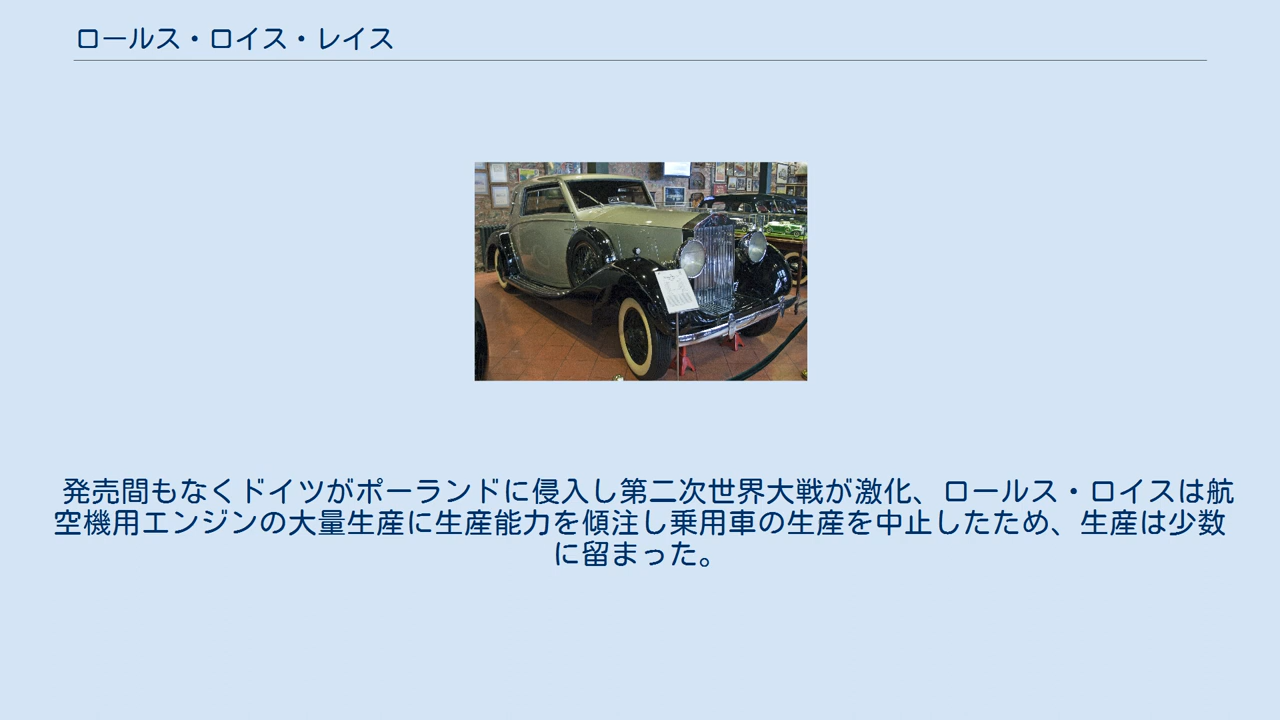 ロールス・ロイス・レイス
発売間もなくドイツがポーランドに侵入し第二次世界大戦が激化、ロールス・ロイスは航
空機用エンジンの大量生産に生産能力を傾注し乗用車の生産を中止したため、生産は少数
に留まった。